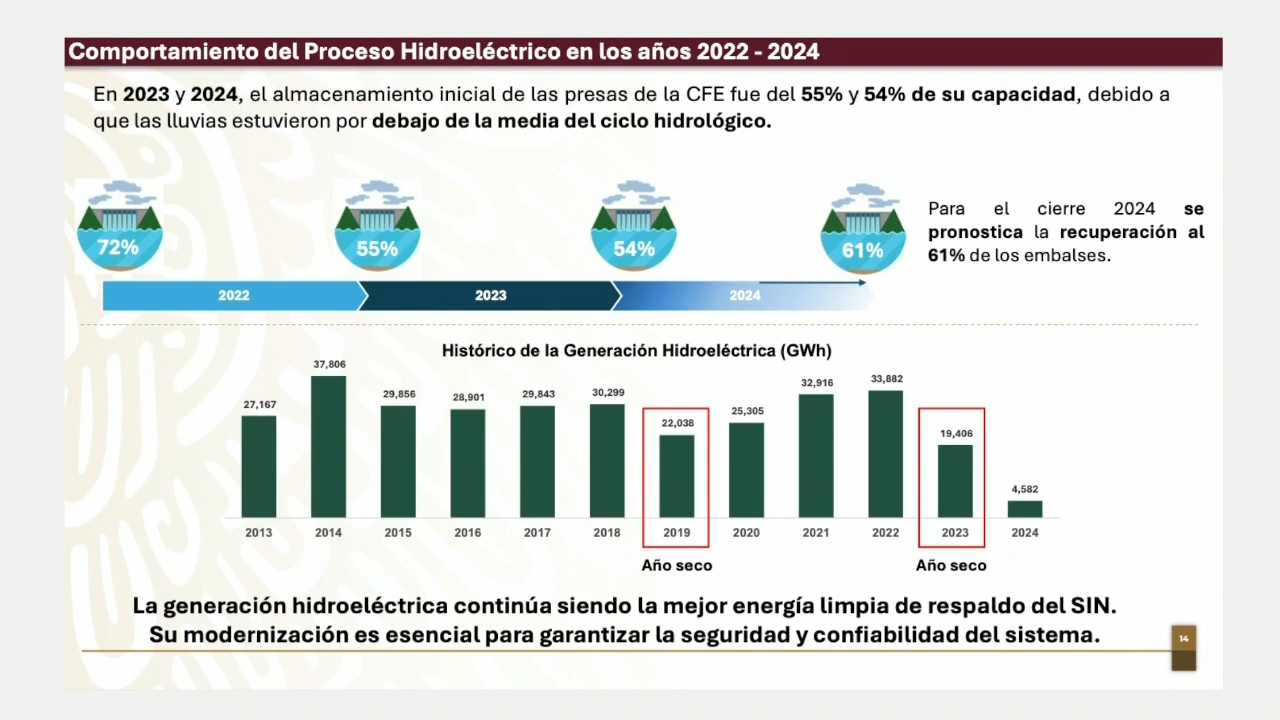 Comportamiento del Proceso Hidroeléctrico en los años 2022 - 2024
En 2023 y 2024, el almacenamiento inicial de las presas de la CFE fue del 55% y 54% de su capacidad, debido a
que las lluvias estuvieron por debajo de la media del ciclo hidrológico.
72%
55%
54%
61%
Para el cierre 2024 se
pronostica la recuperación al
61% de los embalses.
2022
2023
2024
Histórico de la Generación Hidroeléctrica (GWh)
27,167
37,806
29,856
28,901
29,843
30,299
22,038
25,305
32,916
33,882
19,406
4,582
2013
2014
2015
2016
2017
2018
2019
2020
2021
2022
2023
2024
Año seco
Año seco
La generación hidroeléctrica continúa siendo la mejor energía limpia de respaldo del SIN.
Su modernización es esencial para garantizar la seguridad y confiabilidad del sistema.
14